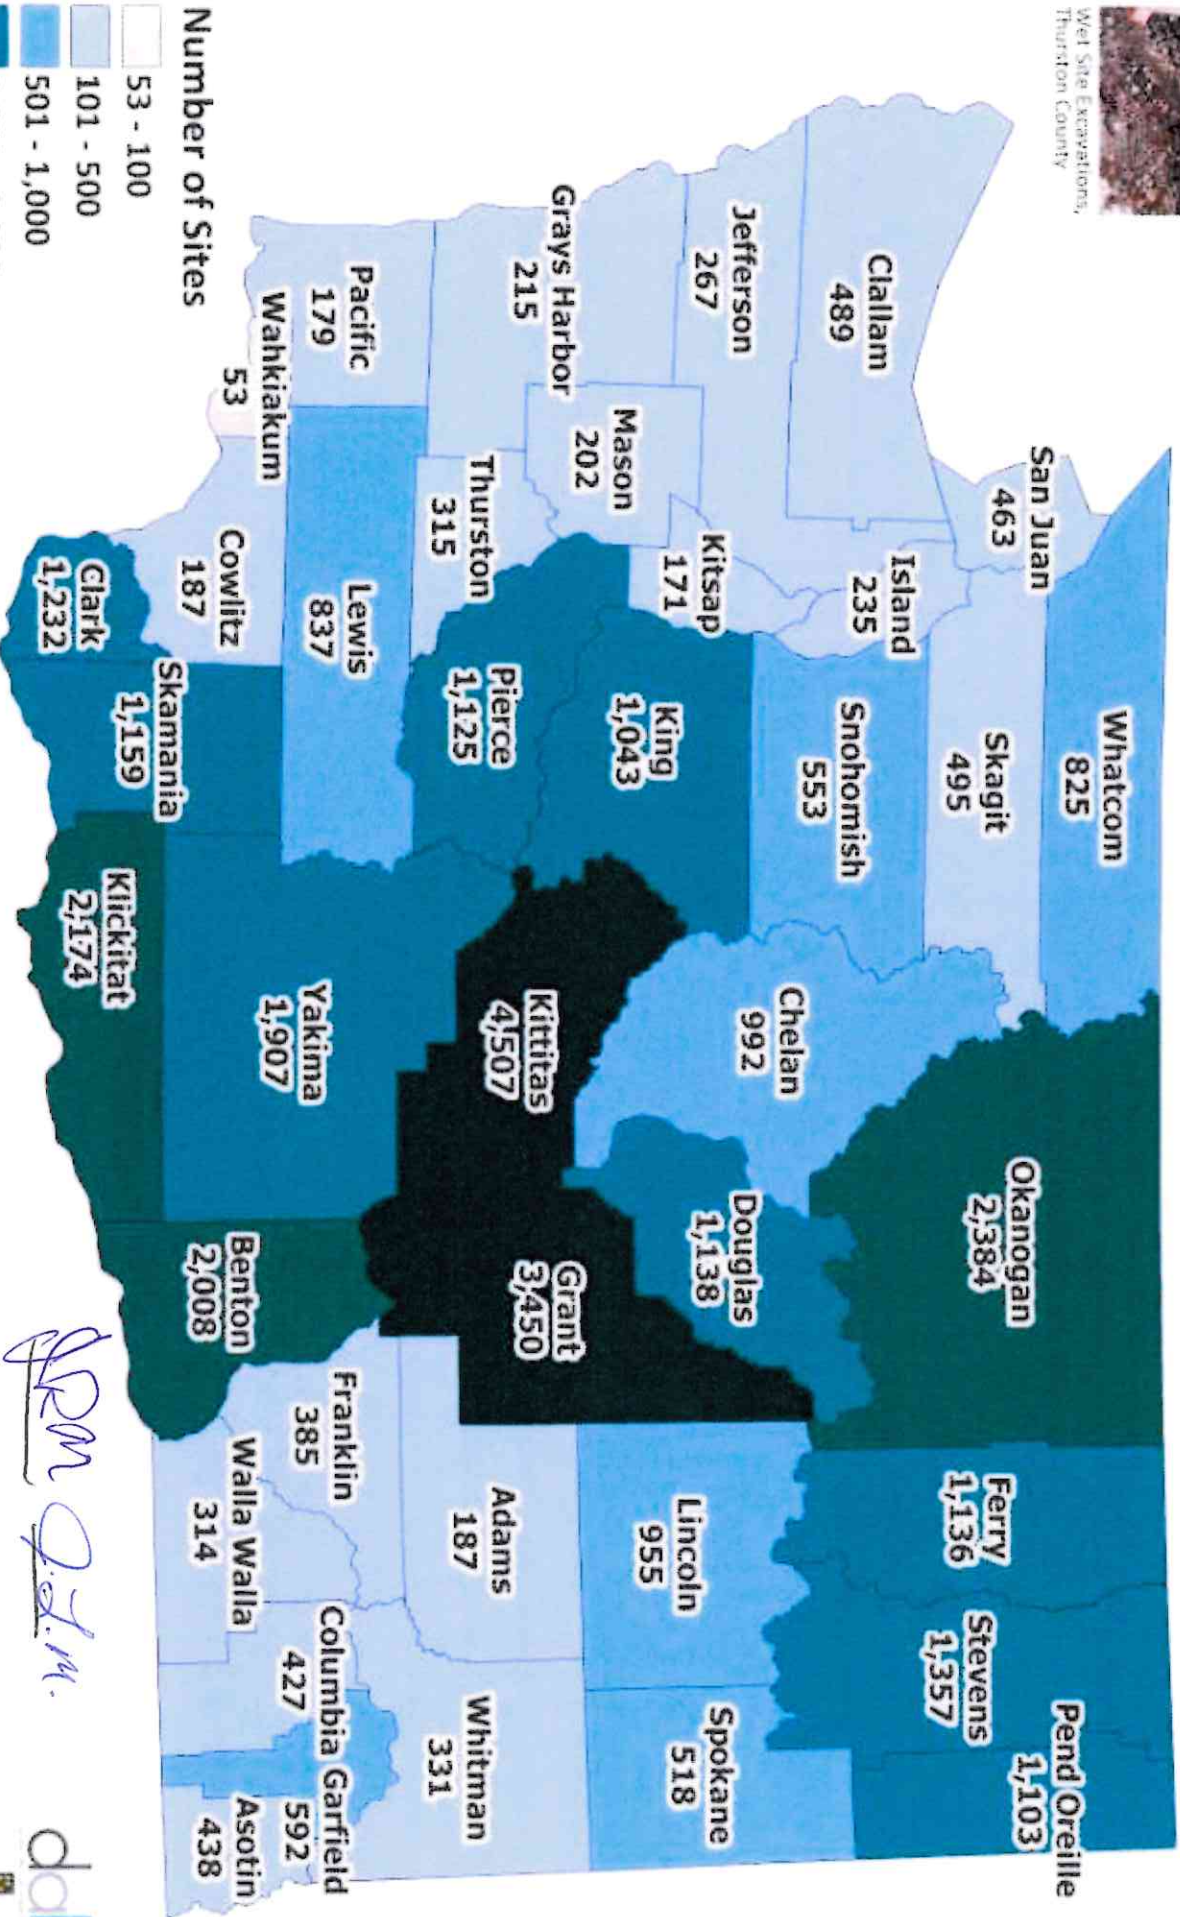 Wet Site Excavations,
Thurston County
Whatcom
825
San Juan
463
Skagit
495
Okanogan
2,384
Ferry
1,136
Stevens
1,357
Pend Oreille
1,103
Clallam
489
Island
235
Snohomish
553
Chelan
992
Douglas
1,138
Jefferson
267
Kitsap
171
King
1,043
Lincoln
955
Spokane
518
Grays Harbor
215
Mason
202
Kittitas
4,507
Grant
3,450
Thurston
315
Pierce
1,125
Adams
187
Whitman
331
Pacific
179
Lewis
837
Yakima
1,907
Franklin
385
Columbia
427
Garfield
592
Wahkiakum
53
Cowlitz
187
Benton
2,008
Walla Walla
314
Asotin
438
Skamania
1,159
Clark
1,232
Klickitat
2,174
Number of Sites
53 - 100
101 - 500
501 - 1,000
J.L.M.